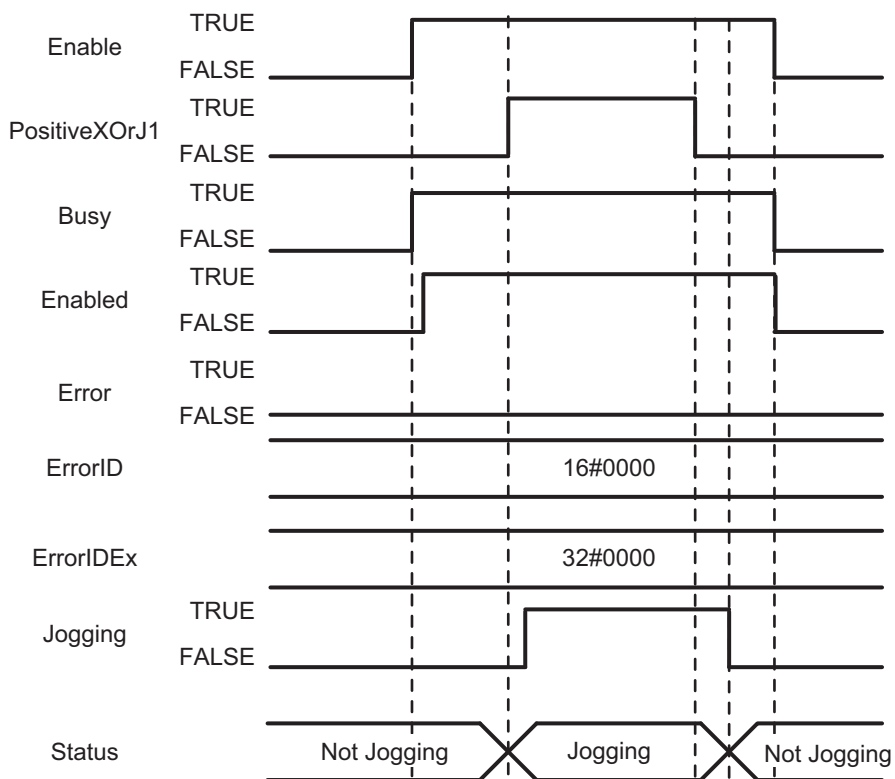 Enable
TRUE
FALSE
PositiveXOrJ1
TRUE
FALSE
Busy
TRUE
FALSE
Enabled
TRUE
FALSE
Error
TRUE
FALSE
ErrorID
16#0000
ErrorIDEx
32#0000
Jogging
TRUE
FALSE
Status
Not Jogging
Jogging
Not Jogging